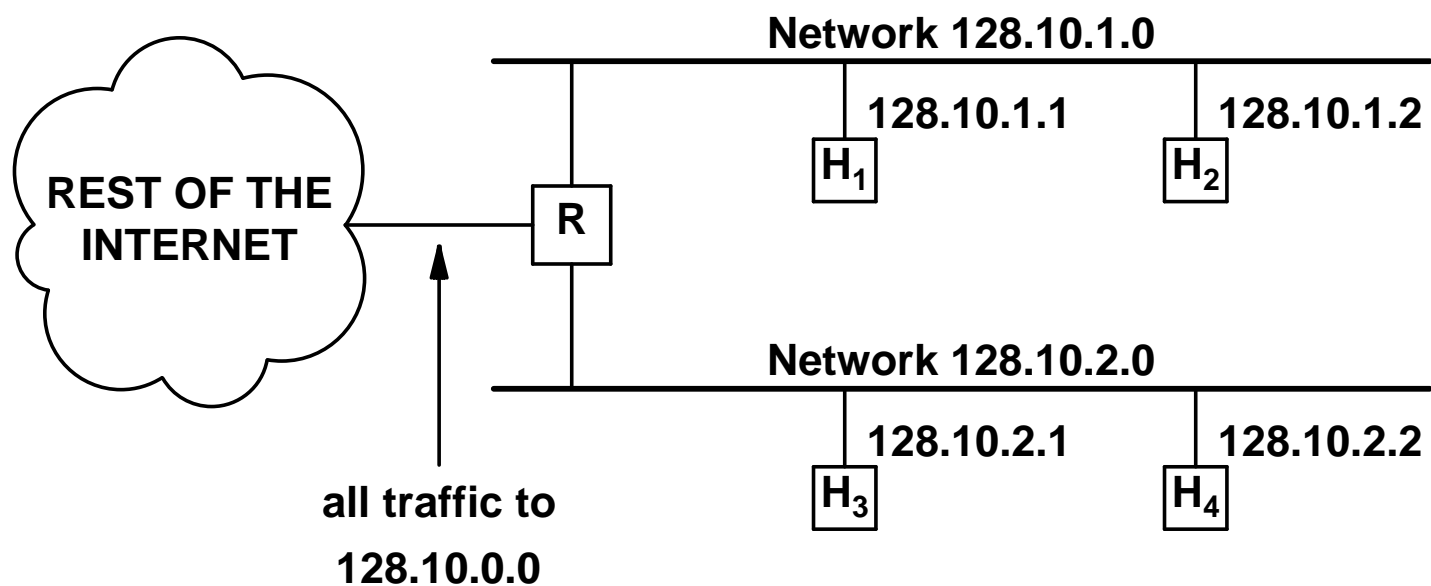 Network 128.10.1.0
128.10.1.1
128.10.1.2
H₁
H₂
REST OF THE
INTERNET
R
Network 128.10.2.0
128.10.2.1
128.10.2.2
H₃
H₄
all traffic to
128.10.0.0